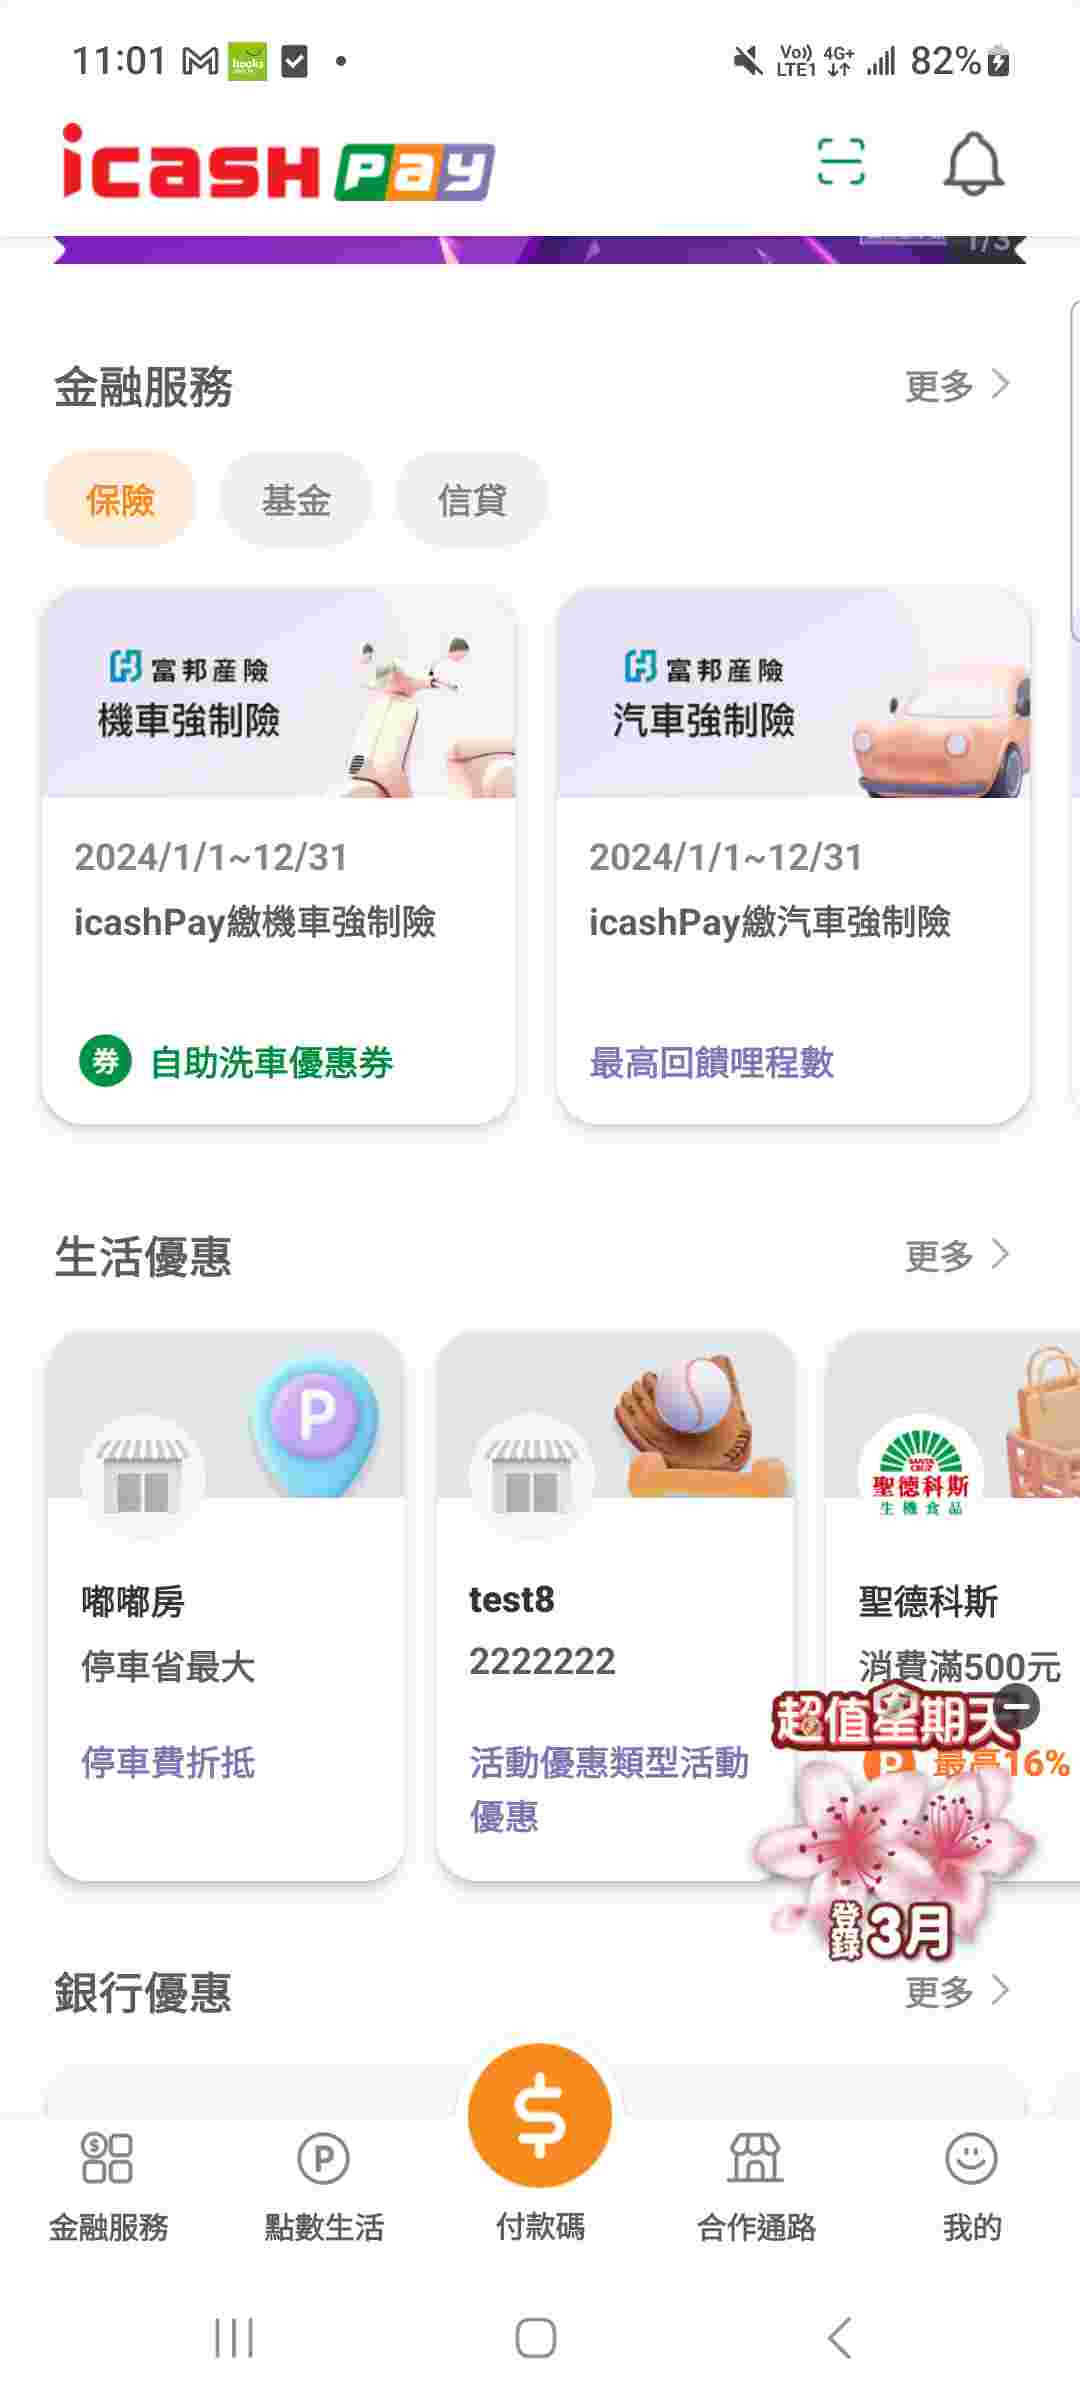 11:01
books
Vo))
LTE1
4G+
82%
icash Pay
1/3
金融服務
更多
保險
基金
信貸
富邦產險
機車強制險
富邦產險
汽車強制險
2024/1/1~12/31
icashPay繳機車強制險
券 自助洗車優惠券
2024/1/1~12/31
icashPay繳汽車強制險
最高回饋哩程數
生活優惠
更多
P
嘟嘟房
停車省最大
停車費折抵
test8
2222222
活動優惠類型活動
優惠
SANTA
CRUZ
聖德科斯
生機食品
聖德科斯
消費滿500元
P 最高16%
超值星期天
登錄3月
銀行優惠
更多
金融服務
點數生活
付款碼
合作通路
我的